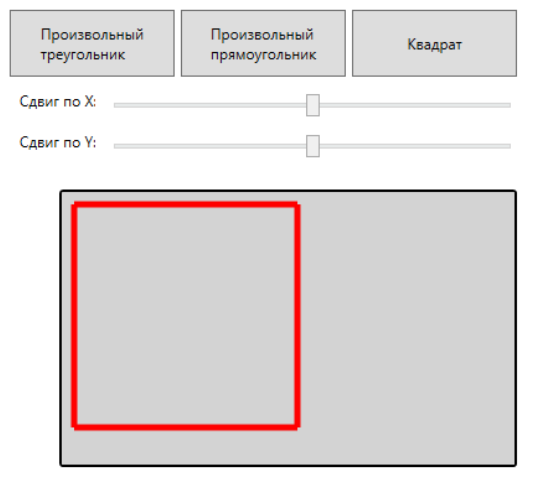 Произвольный
треугольник
Произвольный
прямоугольник
Квадрат
Сдвиг по X:
Сдвиг по Y: